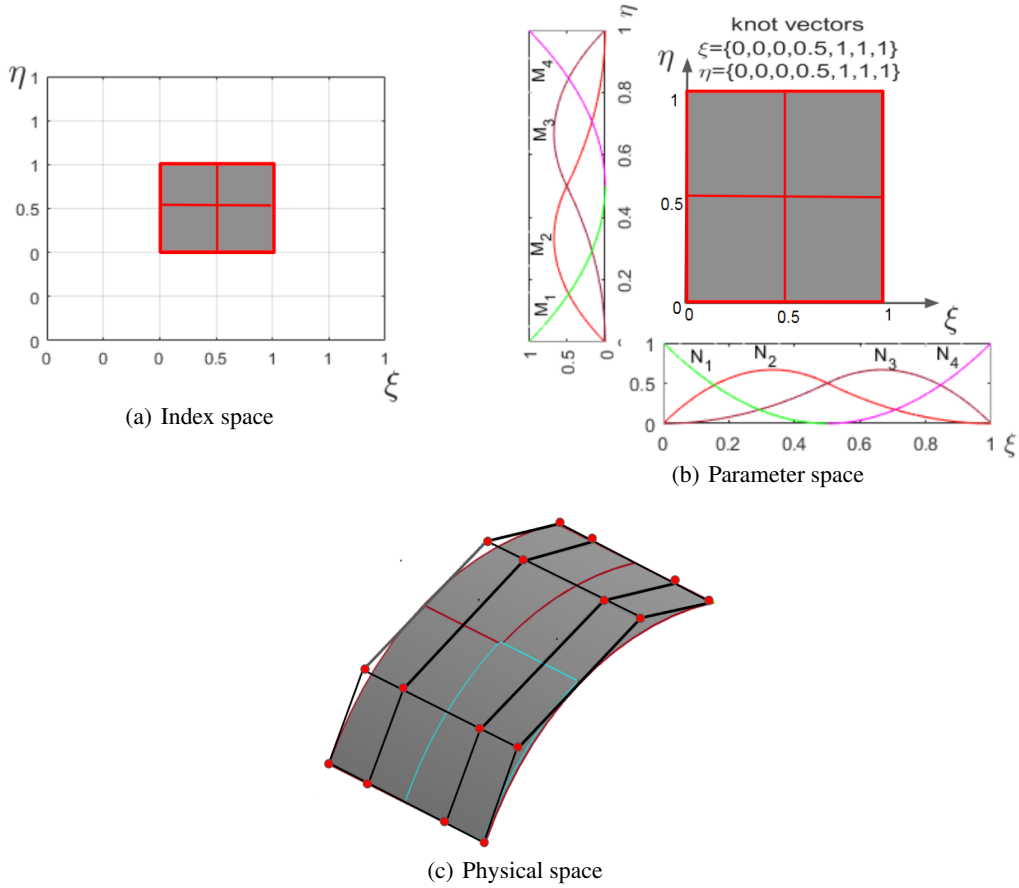 η
1
1
1
0.5
0
0
0
0 0 0 0.5 1 1 1
ξ
(a) Index space
η
1
0.8
0.6
0.4
0.2
M4
M3
M2
M1
1 0.5 0
knot vectors
ξ={0,0,0,0.5,1,1,1}
η={0,0,0,0.5,1,1,1}
η
1
0.5
0
0 0.5 1
ξ
1
0.5
0
N1 N2 N3 N4
0 0.2 0.4 0.6 0.8 1 ξ
(b) Parameter space
(c) Physical space